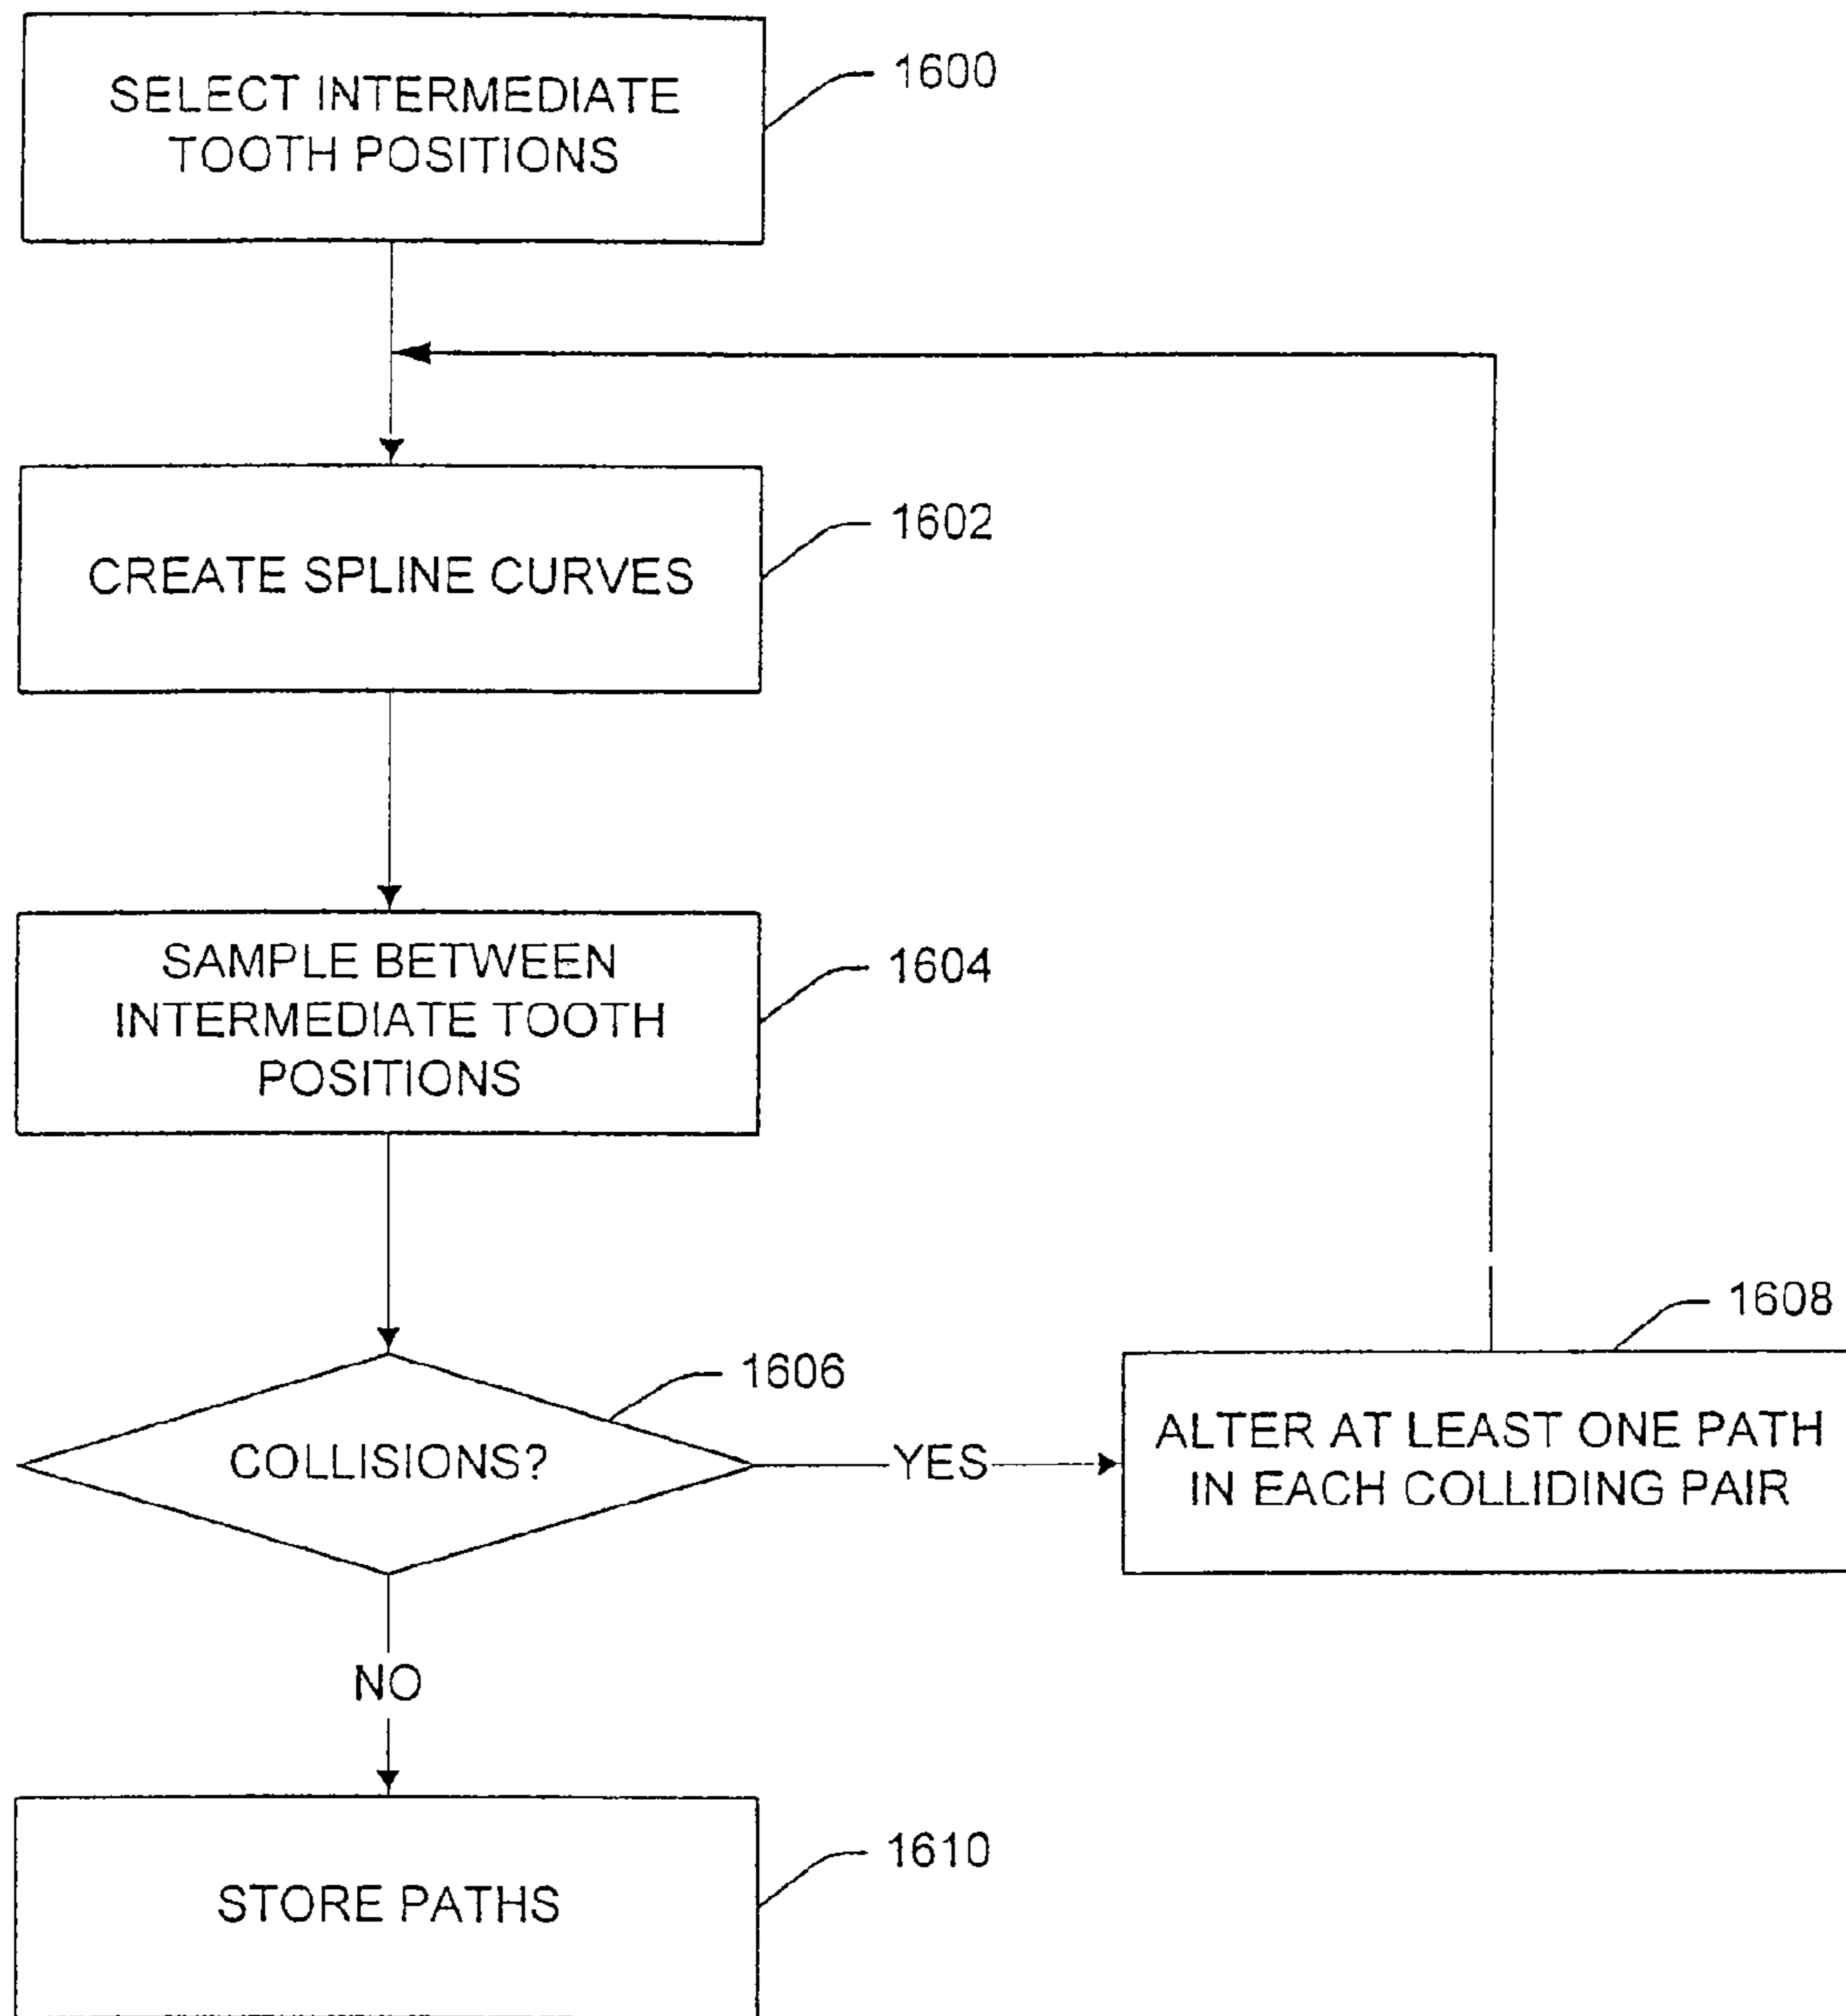 SELECT INTERMEDIATE
TOOTH POSITIONS
1600
CREATE SPLINE CURVES
1602
SAMPLE BETWEEN
INTERMEDIATE TOOTH
POSITIONS
1604
COLLISIONS?
1606
YES
ALTER AT LEAST ONE PATH
IN EACH COLLIDING PAIR
1608
NO
STORE PATHS
1610